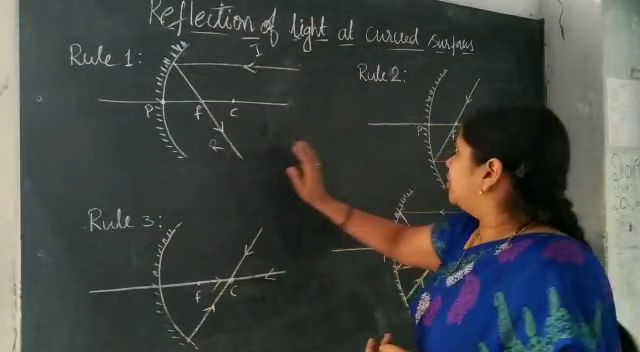 Reflection of light at curved surfaces
Rule 1:
I
P
f
C
R
Rule 2:
P
Rule 3:
f
C